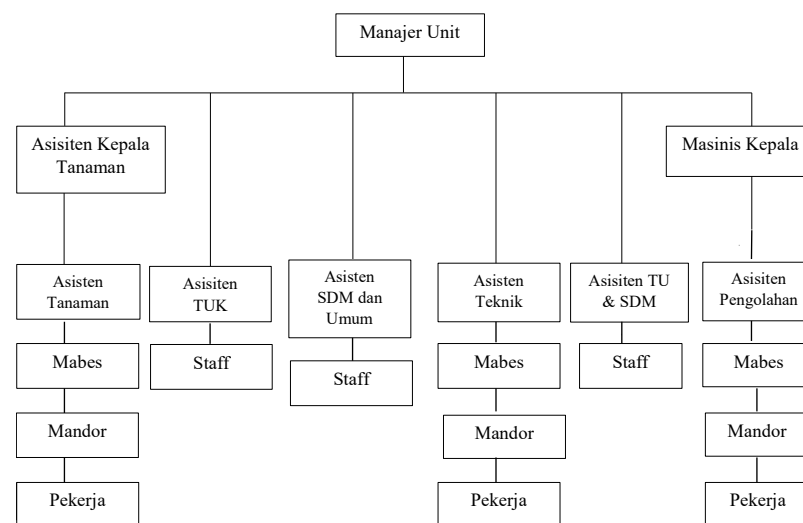 Manajer Unit
Asisiten Kepala
Tanaman
Masinis Kepala
Asisten
Tanaman
Asisiten
TUK
Asisten
SDM dan
Umum
Asisten
Teknik
Asisiten TU
& SDM
Asisiten
Pengolahan
Mabes
Staff
Staff
Mabes
Staff
Mabes
Mandor
Mandor
Mandor
Pekerja
Pekerja
Pekerja